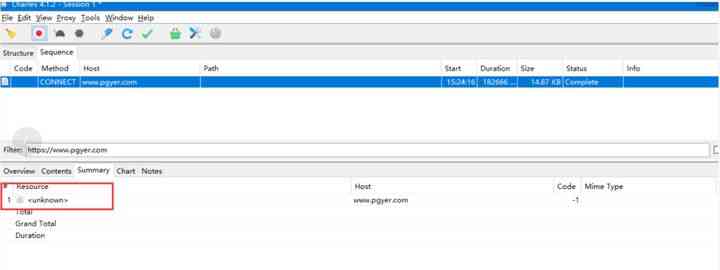 Charles 4.1.2 - Session 1 *
File Edit View Proxy Tools Window Help
Structure Sequence
Code Method Host Path Start Duration Size Status Info
CONNECT www.pgyer.com 15:24:16 182666 ... 14.67 KB Complete
Filter: https://www.pgyer.com
Overview Contents Summary Chart Notes
# Resource Host Code Mime Type
1 <unknown> www.pgyer.com -1
Total
Grand Total
Duration